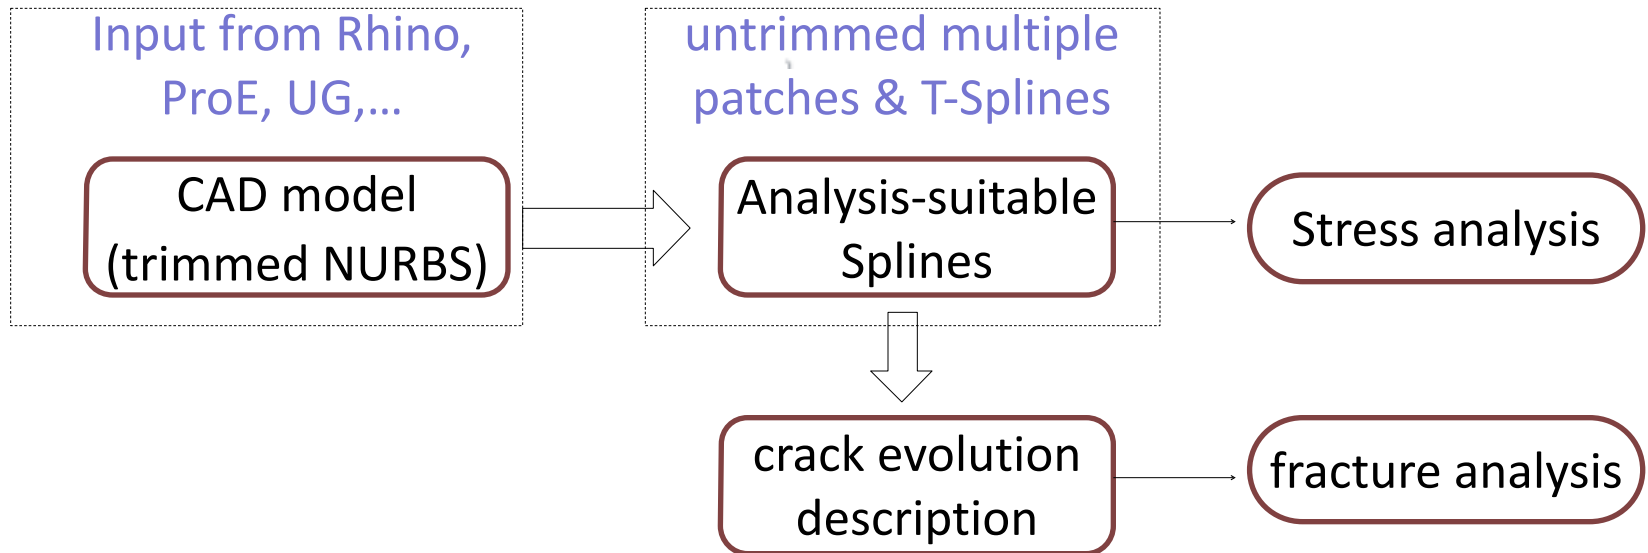 Input from Rhino,
ProE, UG,...
CAD model
(trimmed NURBS)
untrimmed multiple
patches & T-Splines
Analysis-suitable
Splines
Stress analysis
crack evolution
description
fracture analysis